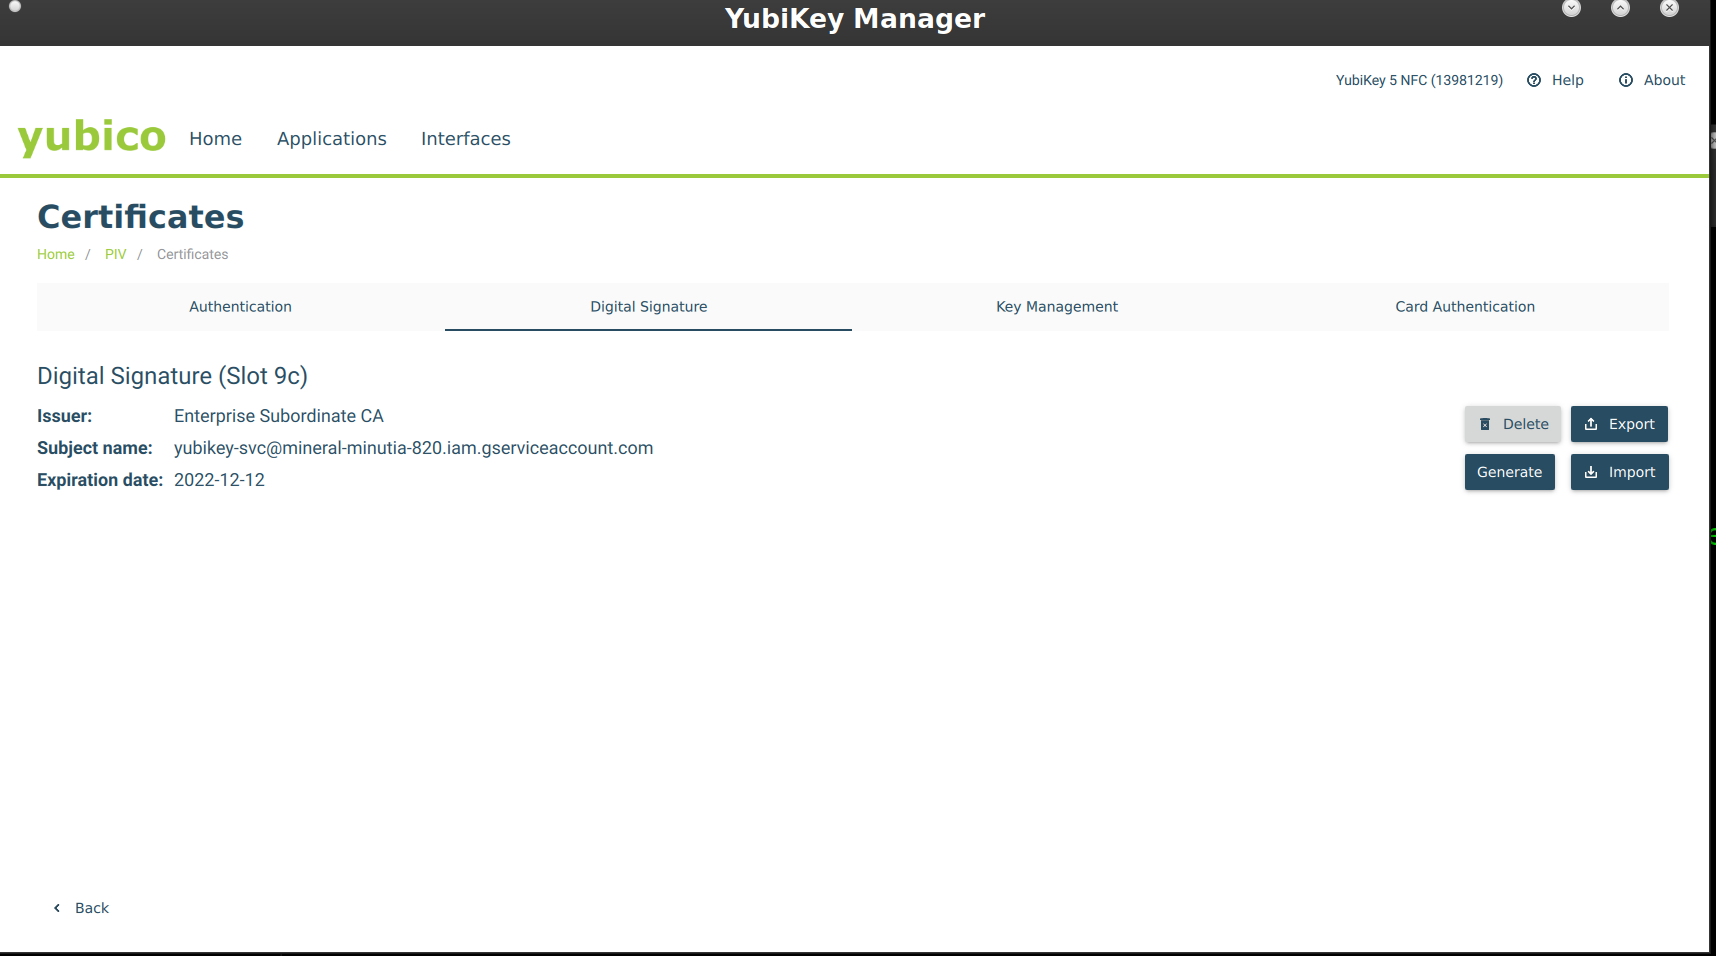 YubiKey Manager
YubiKey 5 NFC (13981219) Help About
yubico Home Applications Interfaces
Certificates
Home / PIV / Certificates
Authentication Digital Signature Key Management Card Authentication
Digital Signature (Slot 9c)
Issuer: Enterprise Subordinate CA
Subject name: yubikey-svc@mineral-minutia-820.iam.gserviceaccount.com
Expiration date: 2022-12-12
Delete Export
Generate Import
Back